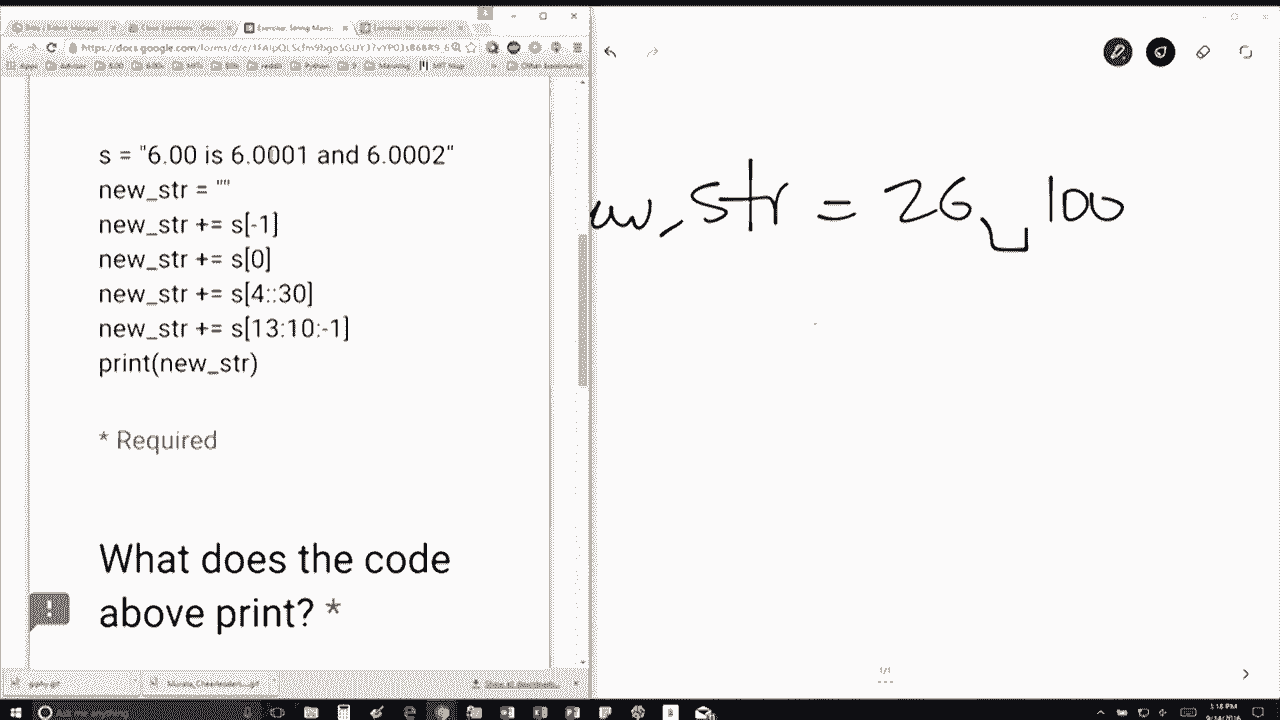 https://docs.google.com/forms/d/e/
s = "6.00 is 6.0001 and 6.0002"
new_str = ""
new_str += s[-1]
new_str += s[0]
new_str += s[4::30]
new_str += s[13:10:-1]
print(new_str)
* Required
What does the code
above print? *
ew_str = 26 100
1/1